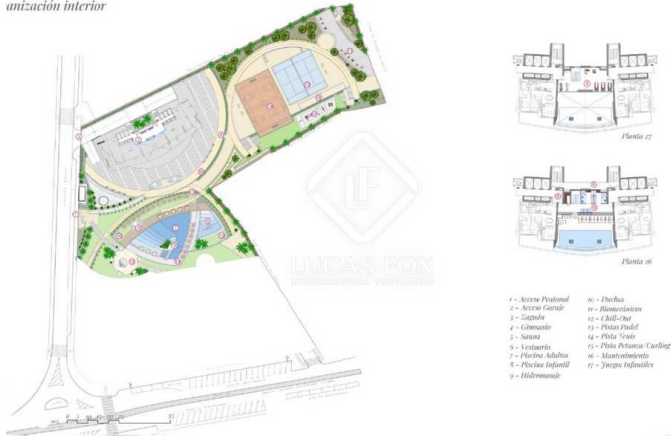 anización interior
Planta 27
LF
LUCAS FOX
Planta 26
1 - Acceso Peatonal
2 - Acceso Garaje
3 - Zaguán
4 - Gimnasio
5 - Sauna
6 - Vestuario
7 - Piscina Adultos
8 - Piscina Infantil
9 - Hidromasaje
10 - Duchas
11 - Biomecánicos
12 - Chill-Out
13 - Pistas Padel
14 - Pista Tenis
15 - Pista Petanca/Curling
16 - Mantenimiento
17 - Juegos Infantiles